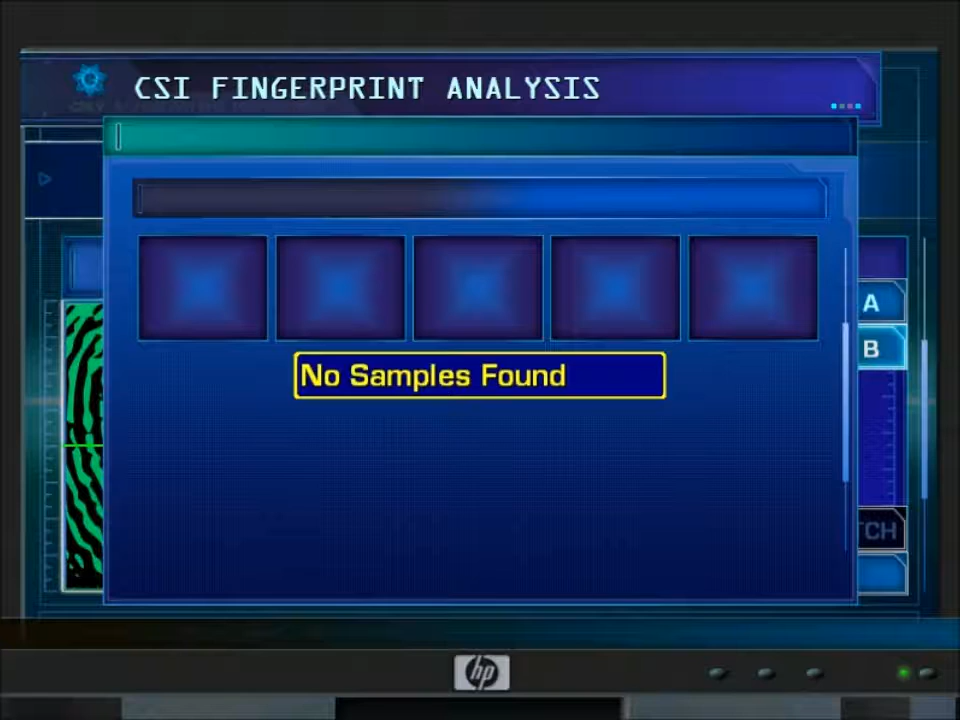 CSI FINGERPRINT ANALYSIS
A
B
No Samples Found
TCH
hp